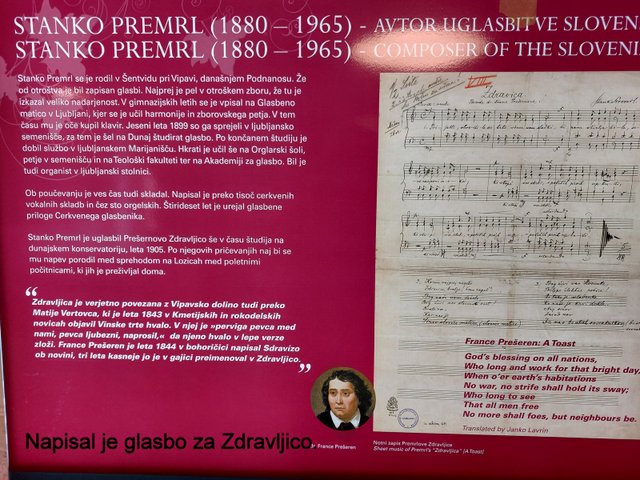 STANKO PREMRL (1880 – 1965) - AVTOR UGLASBITVE SLOVEN
STANKO PREMRL (1880 – 1965) - COMPOSER OF THE SLOVENI
Stanko Premrl se je rodil v Šentvidu pri Vipavi, današnjem Podnanosu. Že
od otroštva je bil zapisan glasbi. Najprej je pel v otroškem zboru, že tu je
izkazal veliko nadarjenost. V gimnazijskih letih se je vpisal na Glasbeno
matico v Ljubljani, kjer se je učil harmonije in zborovskega petja. V tem
času mu je oče kupil klavir. Jeseni leta 1899 so ga sprejeli v ljubljansko
semenišče, za tem je šel na Dunaj študirat glasbo. Po končanem študiju je
dobil službo v ljubljanskem Marijanišču. Hkrati je učil še na Orglarski šoli,
petje v semenišču in na Teološki fakulteti ter na Akademiji za glasbo. Bil je
tudi organist v ljubljanski stolnici.
Ob poučevanju je ves čas tudi skladal. Napisal je preko tisoč cerkvenih
vokalnih skladb in čez sto orgelskih. Štirideset let je urejal glasbene
priloge Cerkvenega glasbenika.
Stanko Premrl je uglasbil Prešernovo Zdravljico še v času študija na
dunajskem konservatoriju, leta 1905. Po njegovih pričevanjih naj bi se
mu napev porodil med sprehodom na Lozicah med poletnimi
počitnicami, ki jih je preživljal doma.
“
Zdravljica je verjetno povezana z Vipavsko dolino tudi preko
Matije Vertovca, ki je leta 1843 v Kmetijskih in rokodelskih
novicah objavil Vinske trte hvalo. V njej je »perviga pevca med
nami, pevca ljubezni, naprosil,« da njeno hvalo v lepe verze
zloži. France Prešeren je leta 1844 v bohoričici napisal Sdravizo
ob novini, tri leta kasneje jo je v gajici preimenoval v Zdravljico.
”
Zdravica
France Prešeren: A Toast
God's blessing on all nations,
Who long and work for that bright day,
When o'er earth's habitations
No war, no strife shall hold its sway;
Who long to see
That all men free
No more shall foes, but neighbours be.
Translated by Janko Lavrin
France Prešeren
Notni zapis Premrlove Zdravljice
Sheet music of Premrl's "Zdravljica" (A Toast)
Napisal je glasbo za Zdravljico.